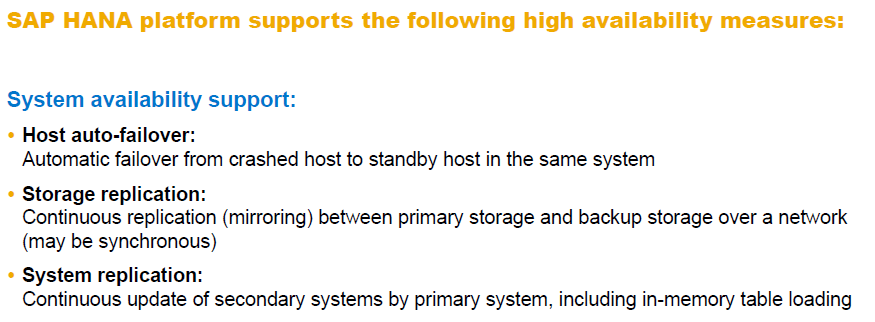 SAP HANA platform supports the following high availability measures:
System availability support:
• Host auto-failover:
Automatic failover from crashed host to standby host in the same system
• Storage replication:
Continuous replication (mirroring) between primary storage and backup storage over a network
(may be synchronous)
• System replication:
Continuous update of secondary systems by primary system, including in-memory table loading